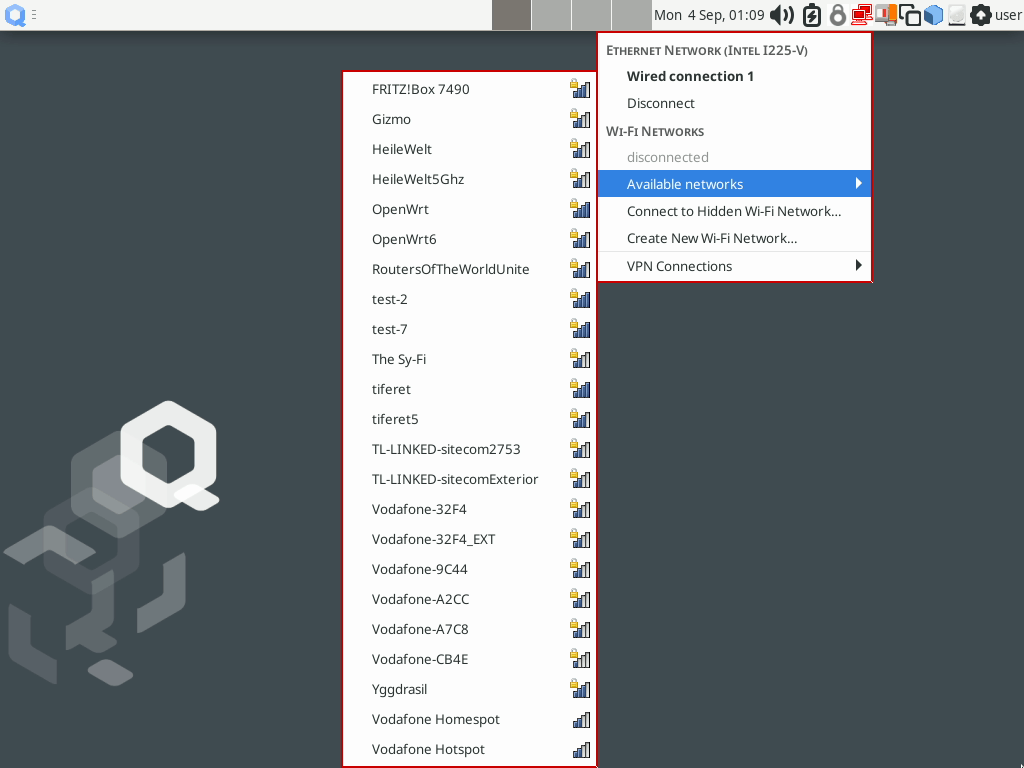 Mon 4 Sep, 01:09
user
Ethernet Network (Intel I225-V)
Wired connection 1
Disconnect
Wi-Fi Networks
disconnected
Available networks
Connect to Hidden Wi-Fi Network...
Create New Wi-Fi Network...
VPN Connections
FRITZ!Box 7490
Gizmo
HeileWelt
HeileWelt5Ghz
OpenWrt
OpenWrt6
RoutersOfTheWorldUnite
test-2
test-7
The Sy-Fi
tiferet
tiferet5
TL-LINKED-sitecom2753
TL-LINKED-sitecomExterior
Vodafone-32F4
Vodafone-32F4_EXT
Vodafone-9C44
Vodafone-A2CC
Vodafone-A7C8
Vodafone-CB4E
Yggdrasil
Vodafone Homespot
Vodafone Hotspot